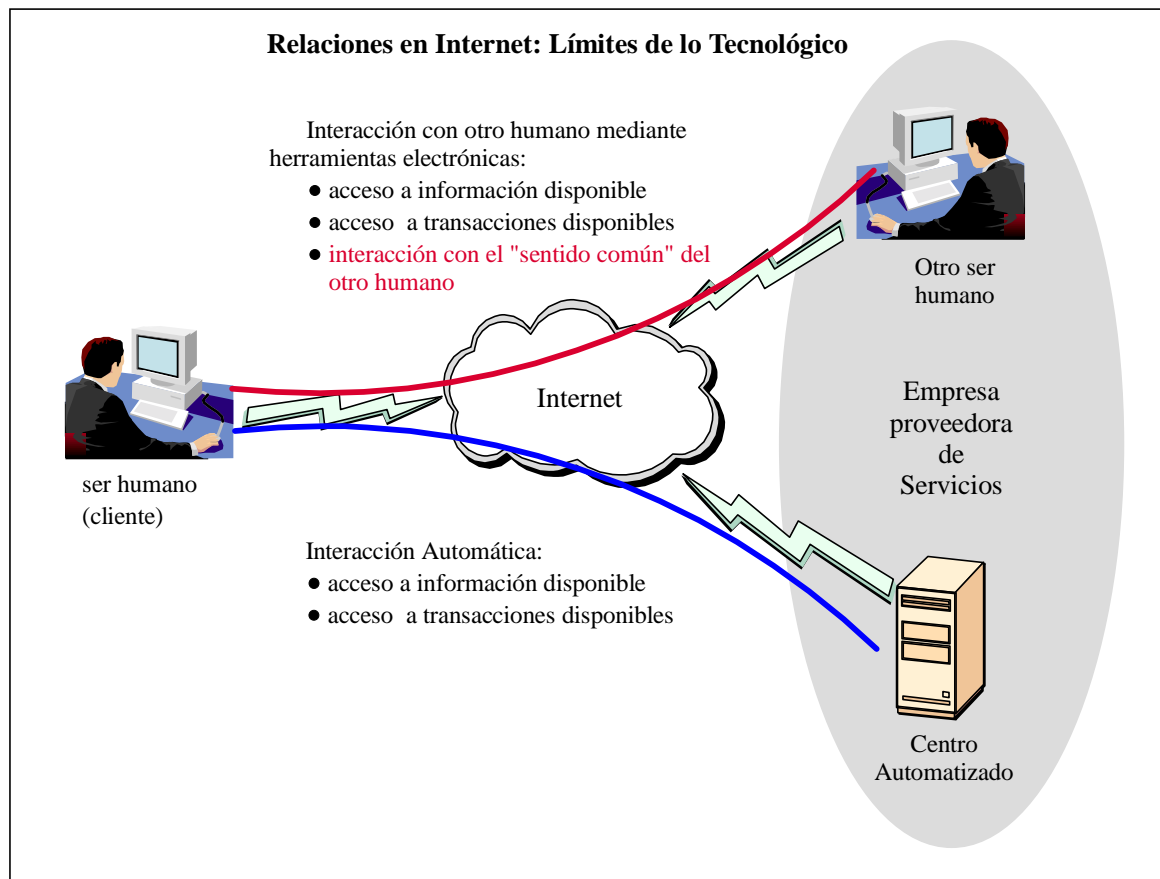 Relaciones en Internet: Límites de lo Tecnológico
Interacción con otro humano mediante
herramientas electrónicas:
● acceso a información disponible
● acceso a transacciones disponibles
● interacción con el "sentido común" del
otro humano
Otro ser
humano
Internet
Empresa
proveedora
de
Servicios
ser humano
(cliente)
Interacción Automática:
● acceso a información disponible
● acceso a transacciones disponibles
Centro
Automatizado